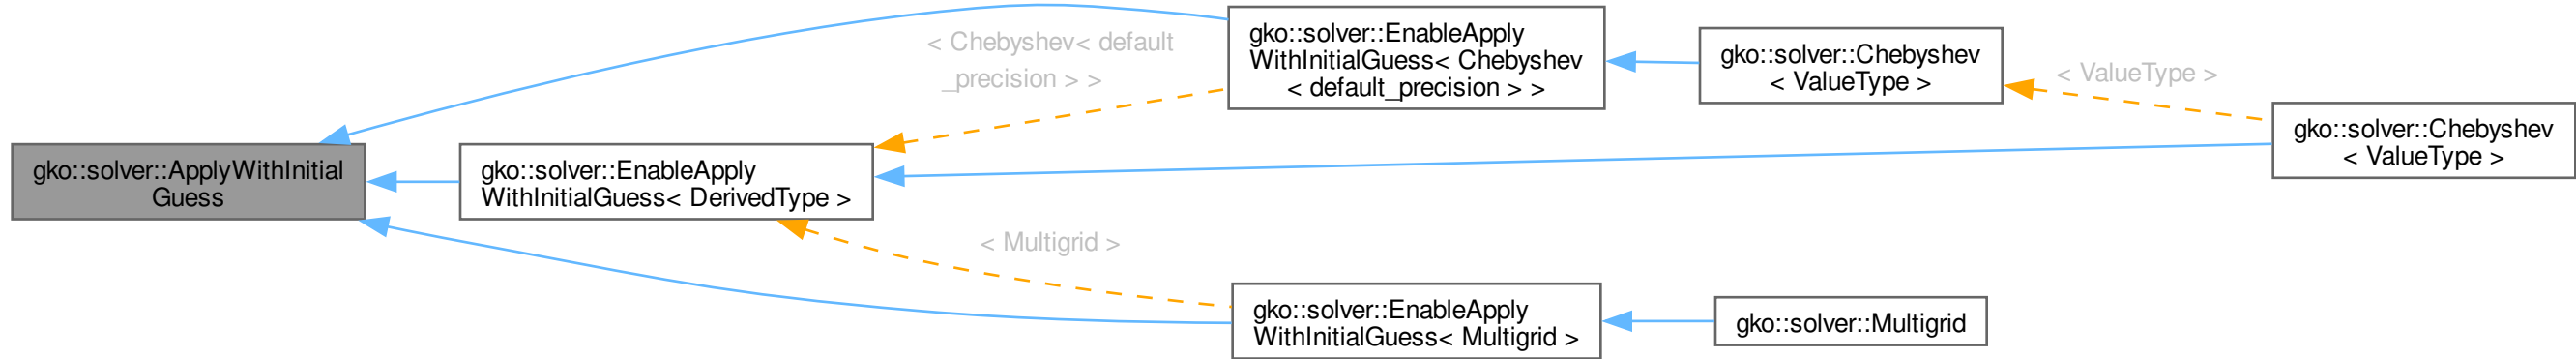 gko::solver::ApplyWithInitial
Guess
gko::solver::EnableApply
WithInitialGuess< DerivedType >
< Chebyshev< default
_precision > >
< Multigrid >
gko::solver::EnableApply
WithInitialGuess< Chebyshev
< default_precision > >
gko::solver::EnableApply
WithInitialGuess< Multigrid >
gko::solver::Chebyshev
< ValueType >
gko::solver::Multigrid
< ValueType >
gko::solver::Chebyshev
< ValueType >